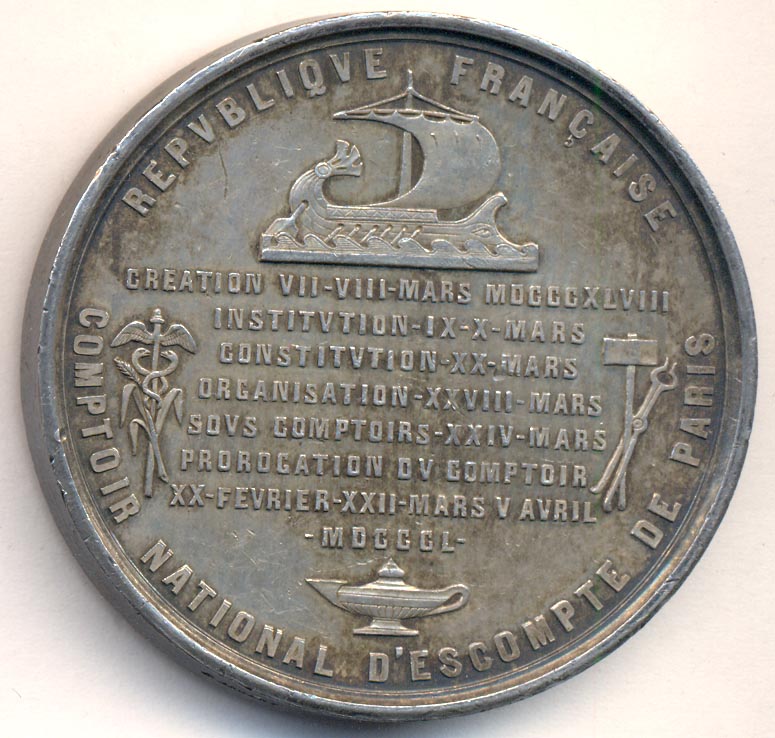 REPVBLIQVE FRANÇAISE
CREATION VII-VIII-MARS MDCCCXLVIII
INSTITVTION-IX-X-MARS
CONSTITVTION-XX-MARS
ORGANISATION-XXVIII-MARS
SOVS COMPTOIRS-XXIV-MARS
PROROGATION DV COMPTOIR
XX-FEVRIER-XXII-MARS V AVRIL
-MDCCCL-
COMPTOIR NATIONAL D'ESCOMPTE DE PARIS